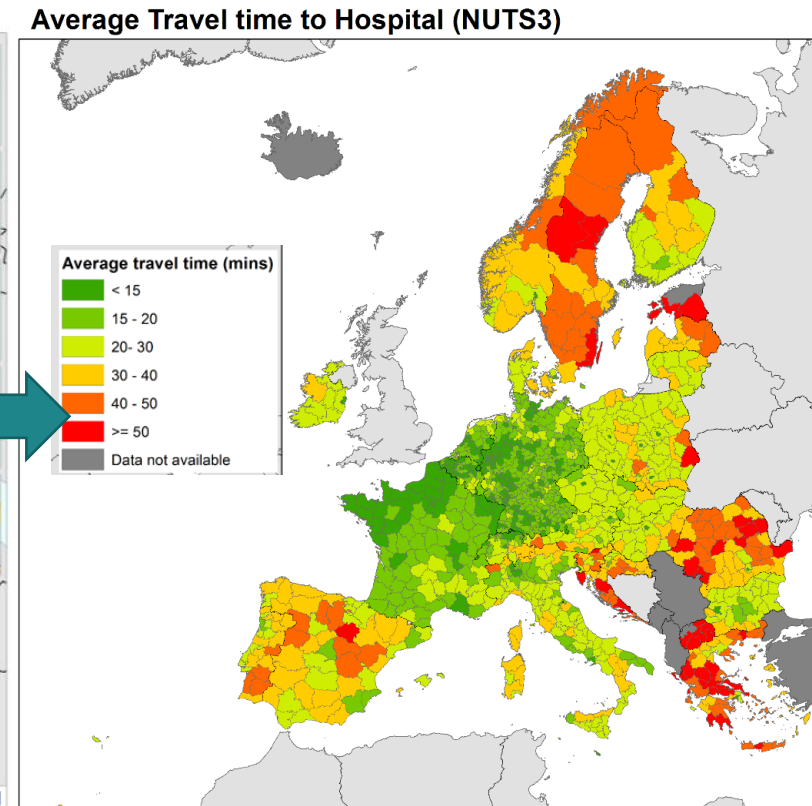 Average Travel time to Hospital (NUTS3)
Average travel time (mins)
< 15
15 - 20
20- 30
30 - 40
40 - 50
>= 50
Data not available